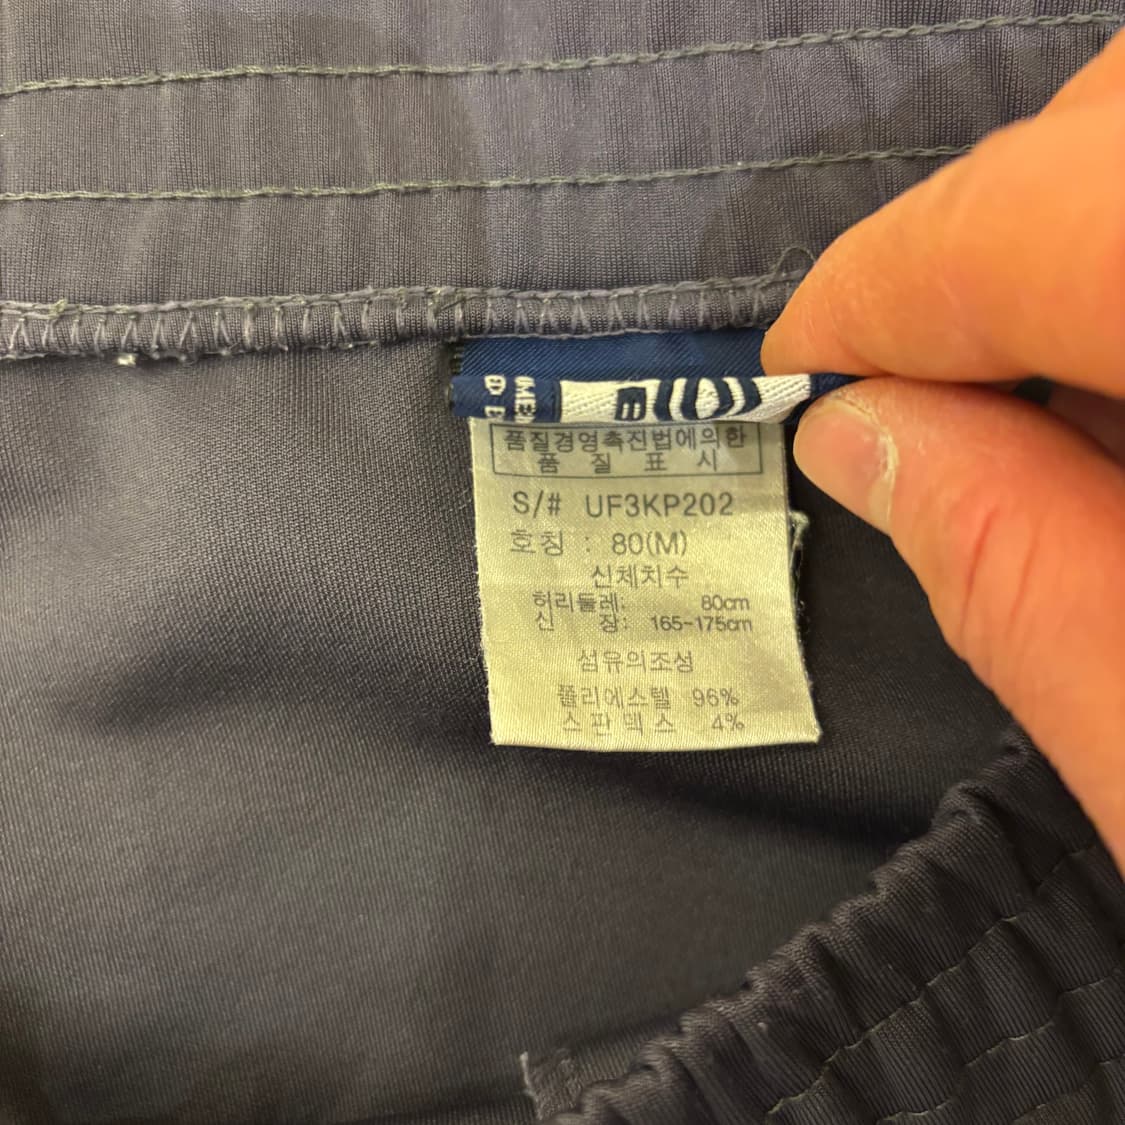 품질경영촉진법에의한
품 질 표 시
S/# UF3KP202
호칭 : 80(M)
신체치수
허리둘레: 80cm
신 장: 165~175cm
섬유의조성
폴리에스텔 96%
스판덱스 4%